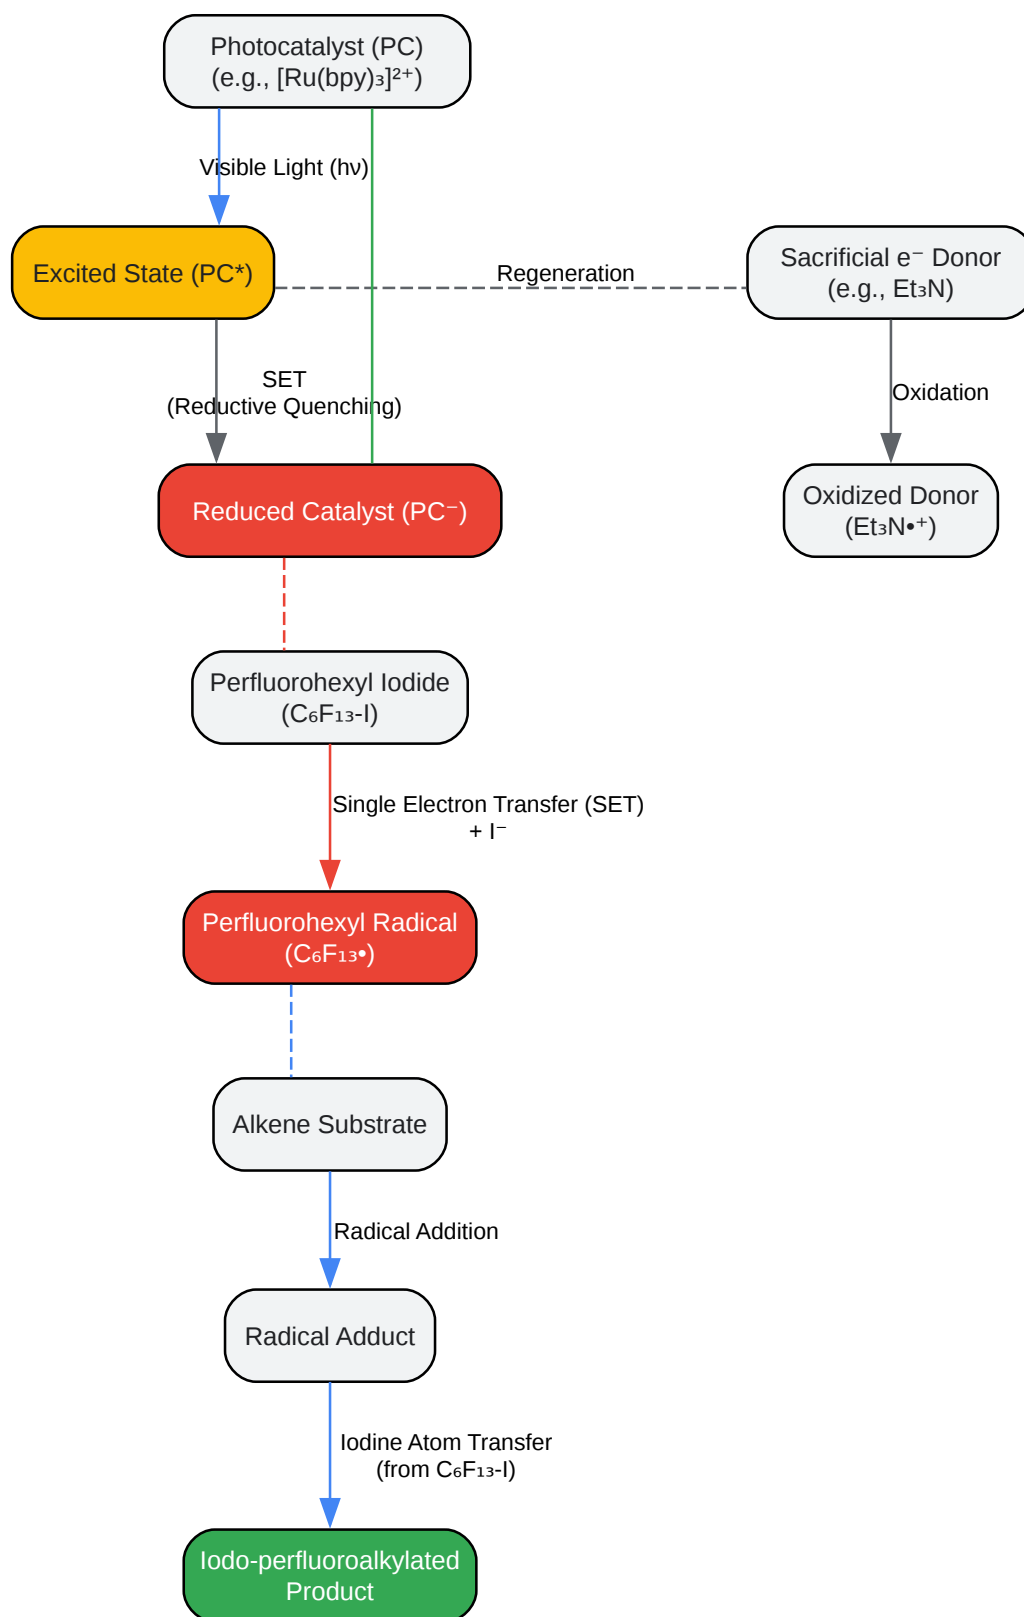 Photocatalyst (PC)
(e.g., [Ru(bpy)₃]²⁺)
Visible Light (hν)
Excited State (PC*)
Regeneration
Sacrificial e⁻ Donor
(e.g., Et₃N)
SET
(Reductive Quenching)
Oxidation
Reduced Catalyst (PC⁻)
Oxidized Donor
(Et₃N•⁺)
Perfluorohexyl Iodide
(C₆F₁₃-I)
Single Electron Transfer (SET)
+ I⁻
Perfluorohexyl Radical
(C₆F₁₃•)
Alkene Substrate
Radical Addition
Radical Adduct
Iodine Atom Transfer
(from C₆F₁₃-I)
Iodo-perfluoroalkylated
Product